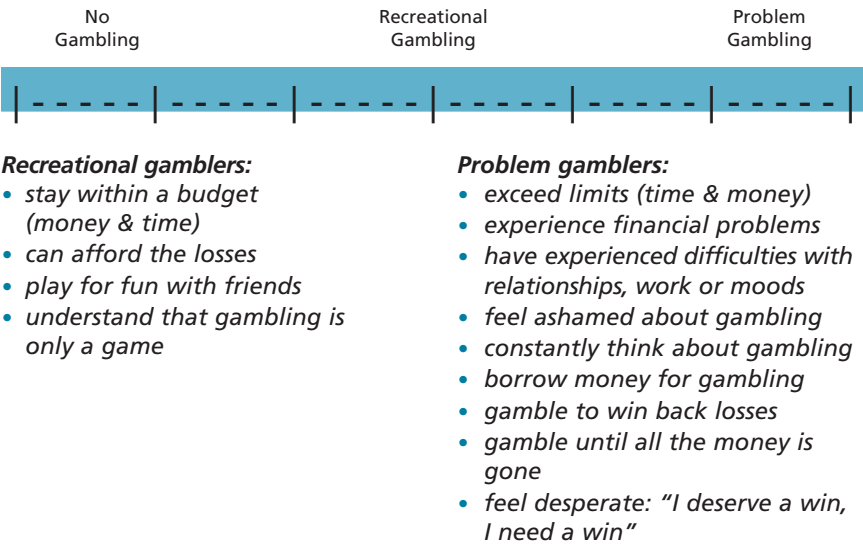 No
Gambling
Recreational
Gambling
Problem
Gambling
Recreational gamblers:
• stay within a budget
(money & time)
• can afford the losses
• play for fun with friends
• understand that gambling is
only a game
Problem gamblers:
• exceed limits (time & money)
• experience financial problems
• have experienced difficulties with
relationships, work or moods
• feel ashamed about gambling
• constantly think about gambling
• borrow money for gambling
• gamble to win back losses
• gamble until all the money is
gone
• feel desperate: “I deserve a win,
I need a win”